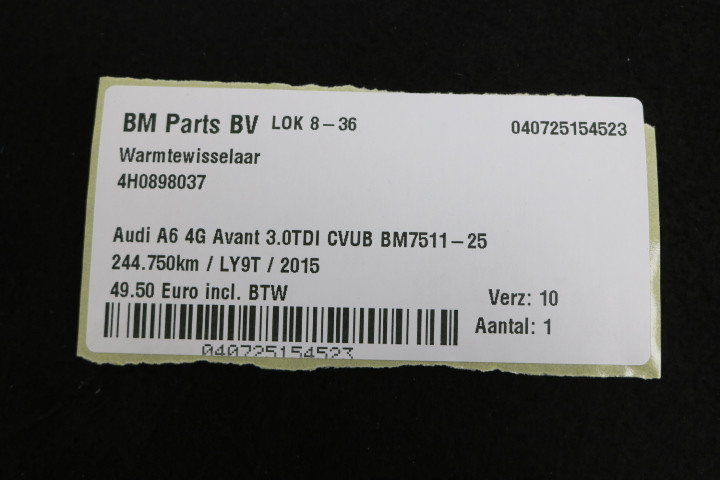 BM Parts BV LOK 8-36 040725154523
Warmtewisselaar
4H0898037
Audi A6 4G Avant 3.0TDI CVUB BM7511-25
244.750km / LY9T / 2015
49.50 Euro incl. BTW Verz: 10
Aantal: 1
040725154523